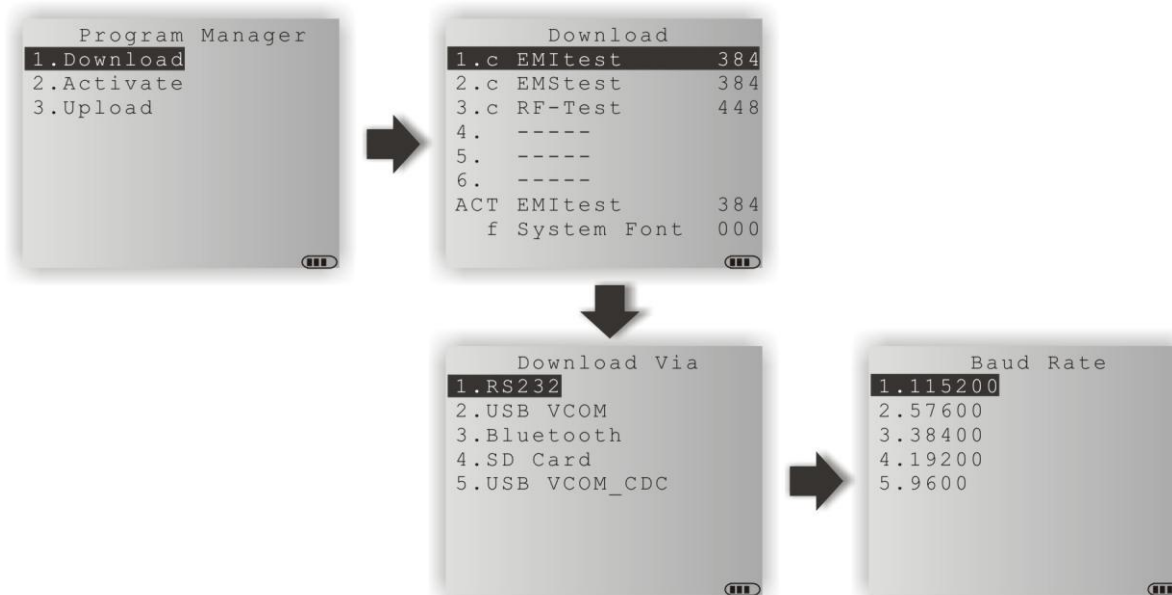 Program Manager
1.Download
2.Activate
3.Upload
Download
1.c EMItest 384
2.c EMStest 384
3.c RF-Test 448
4. -----
5. -----
6. -----
ACT EMItest 384
f System Font 000
Download Via
1.RS232
2.USB VCOM
3.Bluetooth
4.SD Card
5.USB VCOM_CDC
Baud Rate
1.115200
2.57600
3.38400
4.19200
5.9600